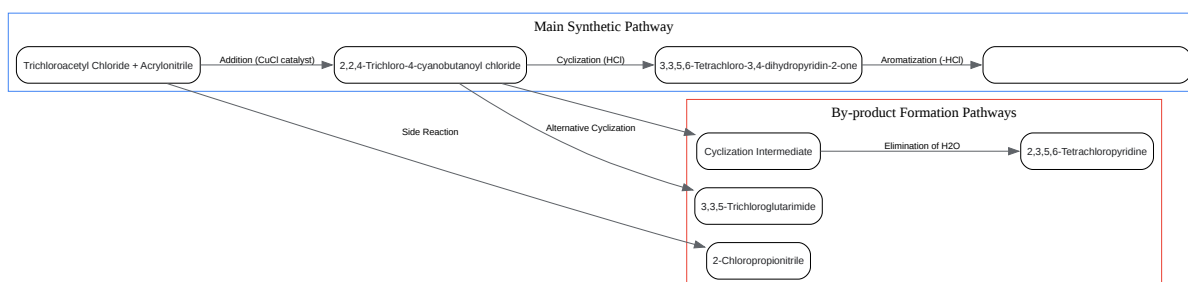 Main Synthetic Pathway
Trichloroacetyl Chloride + Acrylonitrile
Addition (CuCl catalyst)
2,2,4-Trichloro-4-cyanobutanoyl chloride
Cyclization (HCl)
3,3,5,6-Tetrachloro-3,4-dihydropyridin-2-one
Aromatization (-HCl)
By-product Formation Pathways
Side Reaction
Alternative Cyclization
Cyclization Intermediate
Elimination of H2O
2,3,5,6-Tetrachloropyridine
3,3,5-Trichloroglutarimide
2-Chloropropionitrile